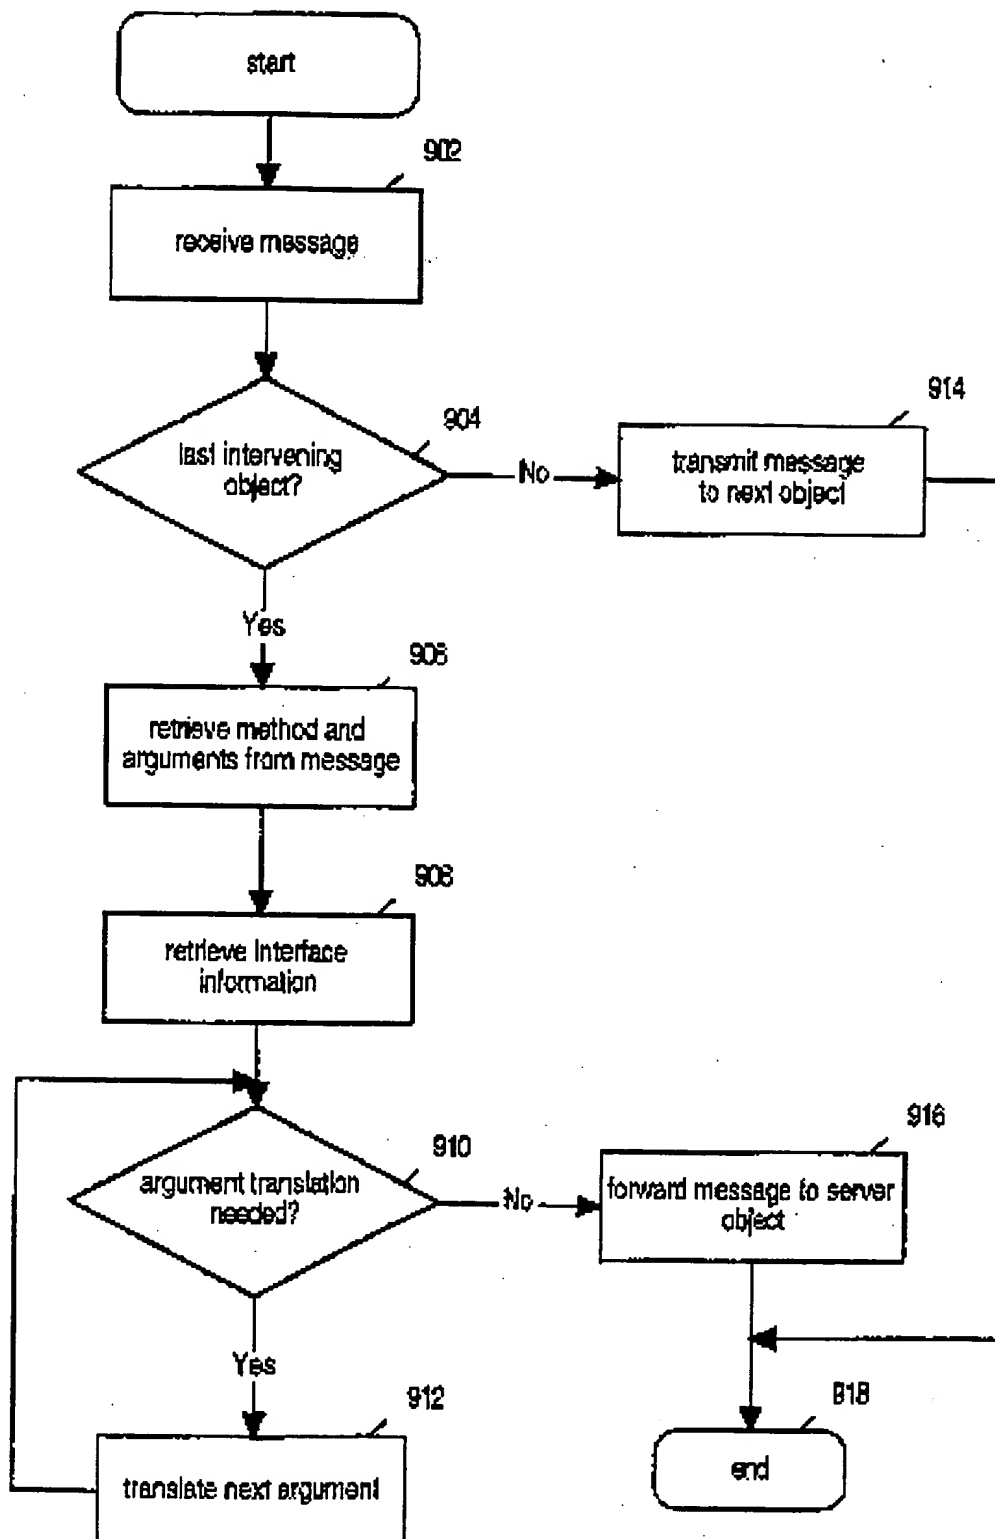 start
902
receive message
904
last intervening
object?
No
914
transmit message
to next object
Yes
906
retrieve method and
arguments from message
908
retrieve interface
information
910
argument translation
needed?
No
916
forward message to server
object
Yes
912
translate next argument
918
end